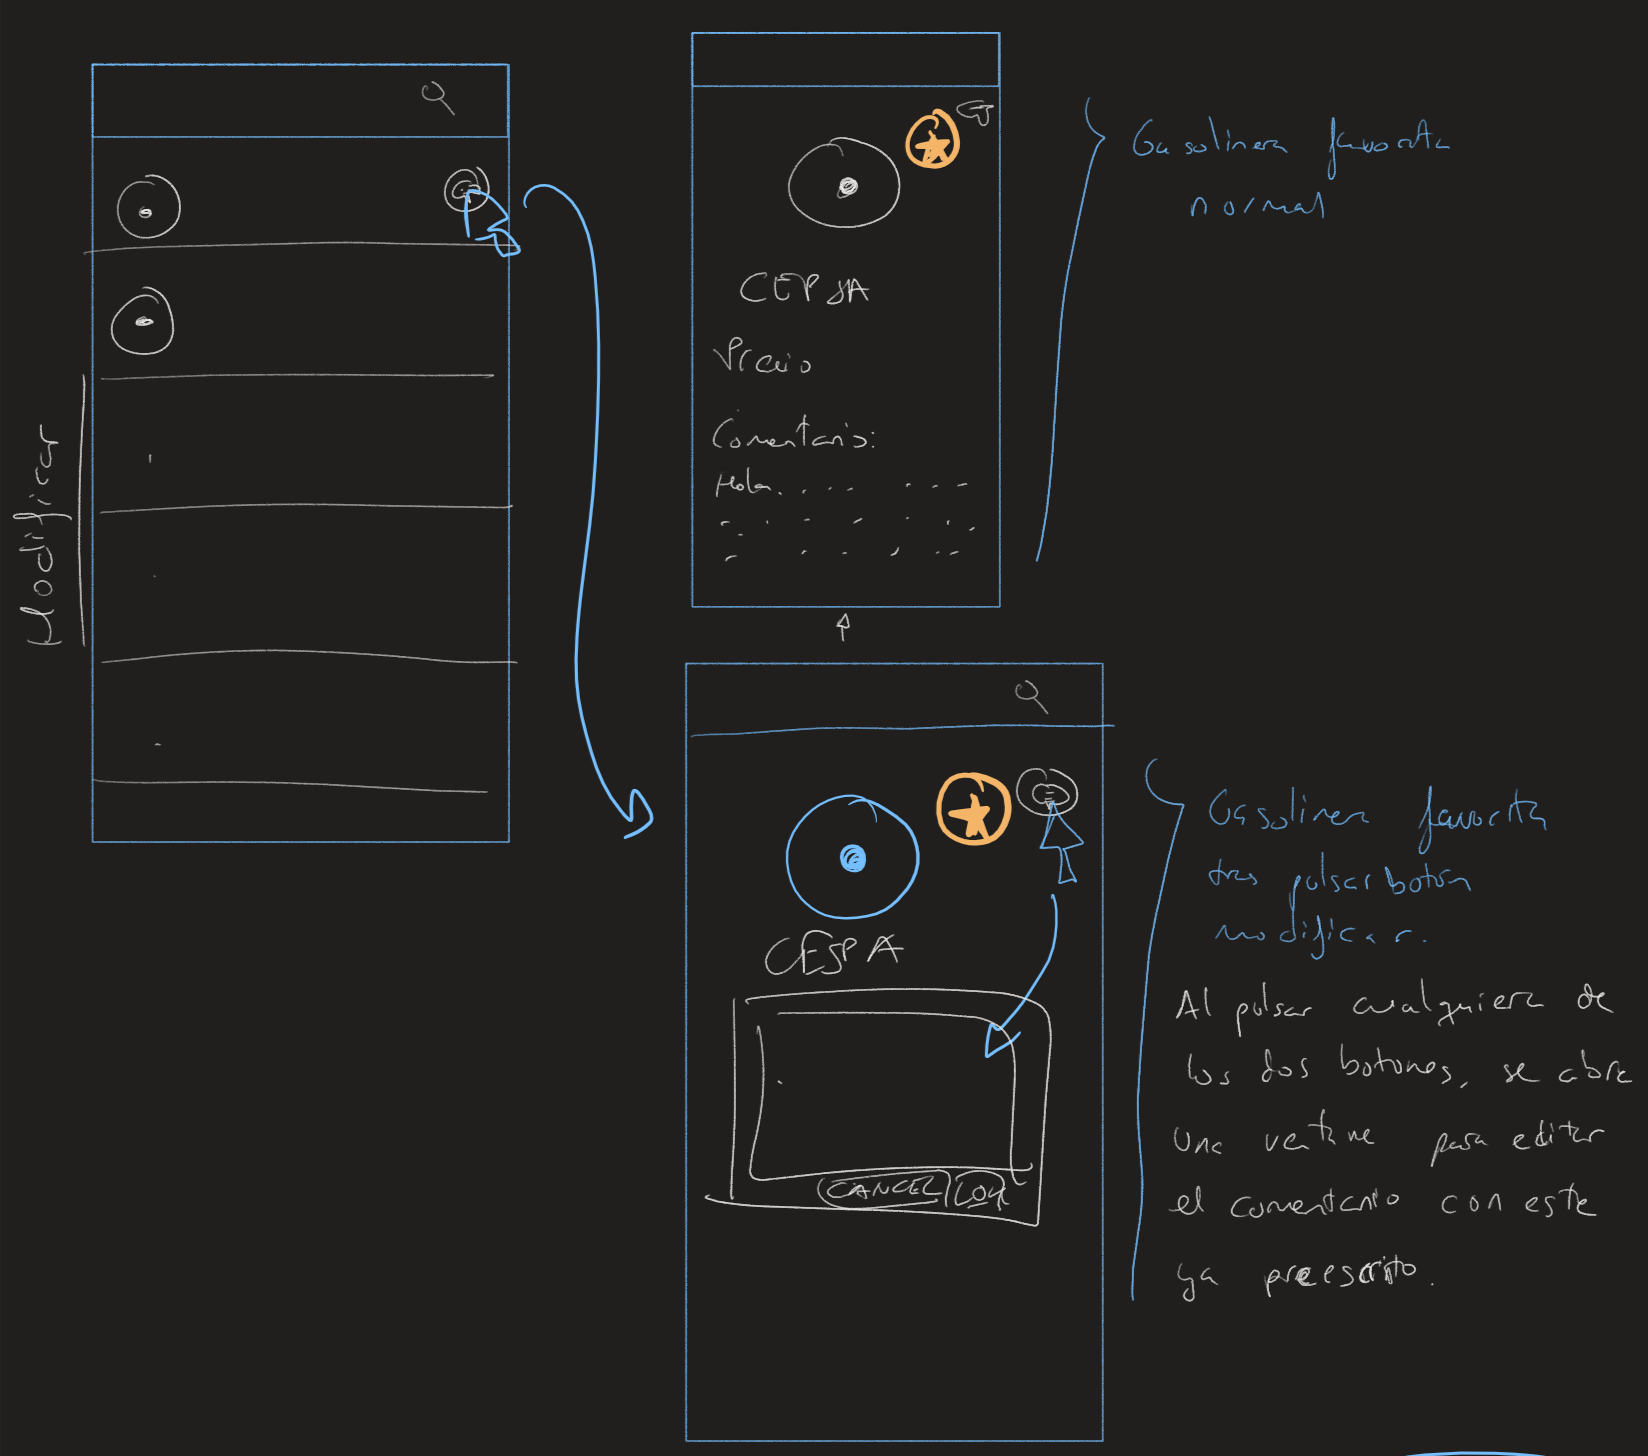 Modificar
Gasolinera favorita
normal
CEPSA
Precio
Comentario:
Hola
CESPA
CANCEL
Gasolinera favorita
tras pulsar boton
modificar.
Al pulsar cualquiera de
los dos botones, se abre
una ventana para editar
el comentario con este
ya preescrito.